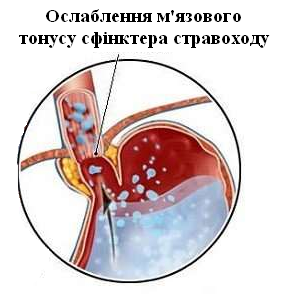 Ослаблення м'язового
тонусу сфінктера стравоходу